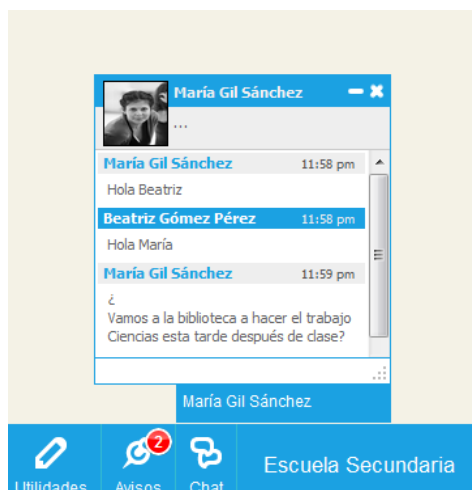 María Gil Sánchez
...
María Gil Sánchez 11:58 pm
Hola Beatriz
Beatriz Gómez Pérez 11:58 pm
Hola María
María Gil Sánchez 11:59 pm
¿
Vamos a la biblioteca a hacer el trabajo
Ciencias esta tarde después de clase?
María Gil Sánchez
2
Utilidades Avisos Chat Escuela Secundaria